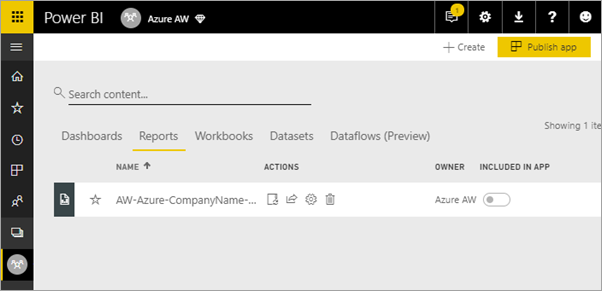 Power BI Azure AW 1
Create Publish app
Search content...
Showing 1 ite
Dashboards Reports Workbooks Datasets Dataflows (Preview)
NAME ACTIONS OWNER INCLUDED IN APP
AW-Azure-CompanyName-... Azure AW